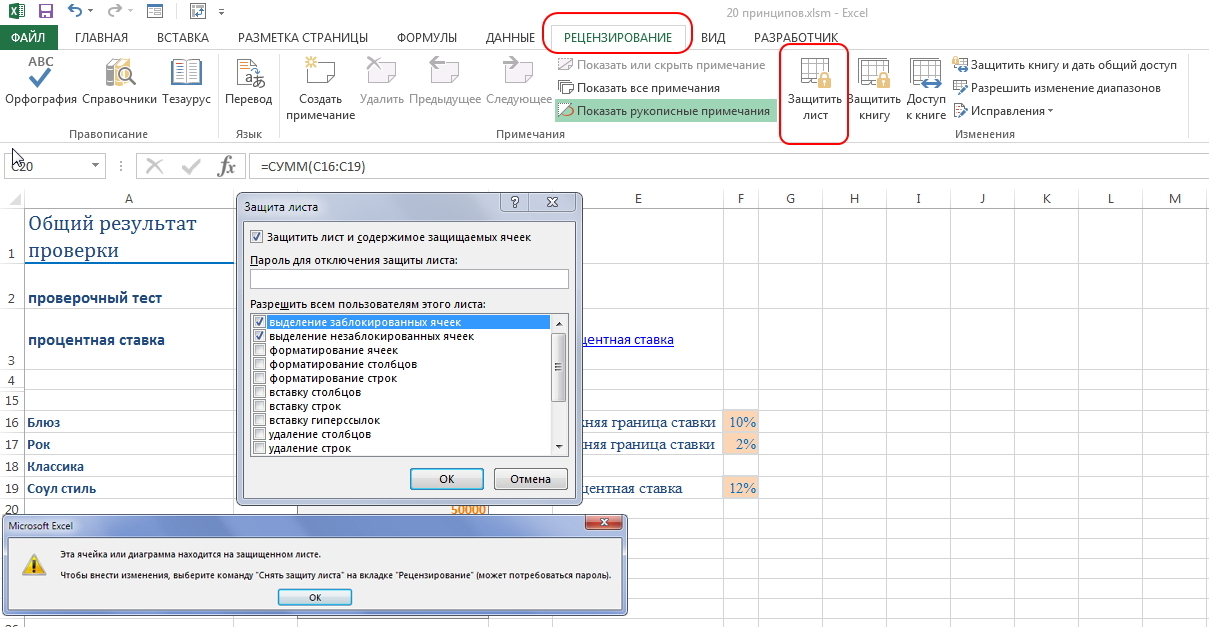 20 принципов.xlsm - Excel
ФАЙЛ ГЛАВНАЯ ВСТАВКА РАЗМЕТКА СТРАНИЦЫ ФОРМУЛЫ ДАННЫЕ РЕЦЕНЗИРОВАНИЕ ВИД РАЗРАБОТЧИК
ABC
Орфография Справочники Тезаурус
Правописание
Перевод
Язык
Создать примечание
Удалить Предыдущее Следующее
Показать или скрыть примечание
Показать все примечания
Показать рукописные примечания
Примечания
Защитить лист
Защитить книгу
Доступ к книге
Защитить книгу и дать общий доступ
Разрешить изменение диапазонов
Исправления
Изменения
C20 fx =СУММ(C16:C19)
A E F G H I J K L M
1 Общий результат проверки
2 проверочный тест
3 процентная ставка
центная ставка
4
15
16 Блюз
жняя граница ставки 10%
17 Рок
хняя граница ставки 2%
18 Классика
19 Соул стиль
центная ставка 12%
20 50000
Защита листа
?
Защитить лист и содержимое защищаемых ячеек
Пароль для отключения защиты листа:
Разрешить всем пользователям этого листа:
выделение заблокированных ячеек
выделение незаблокированных ячеек
форматирование ячеек
форматирование столбцов
форматирование строк
вставку столбцов
вставку строк
вставку гиперссылок
удаление столбцов
удаление строк
ОК Отмена
Microsoft Excel
Эта ячейка или диаграмма находится на защищенном листе.
Чтобы внести изменения, выберите команду "Снять защиту листа" на вкладке "Рецензирование" (может потребоваться пароль).
ОК